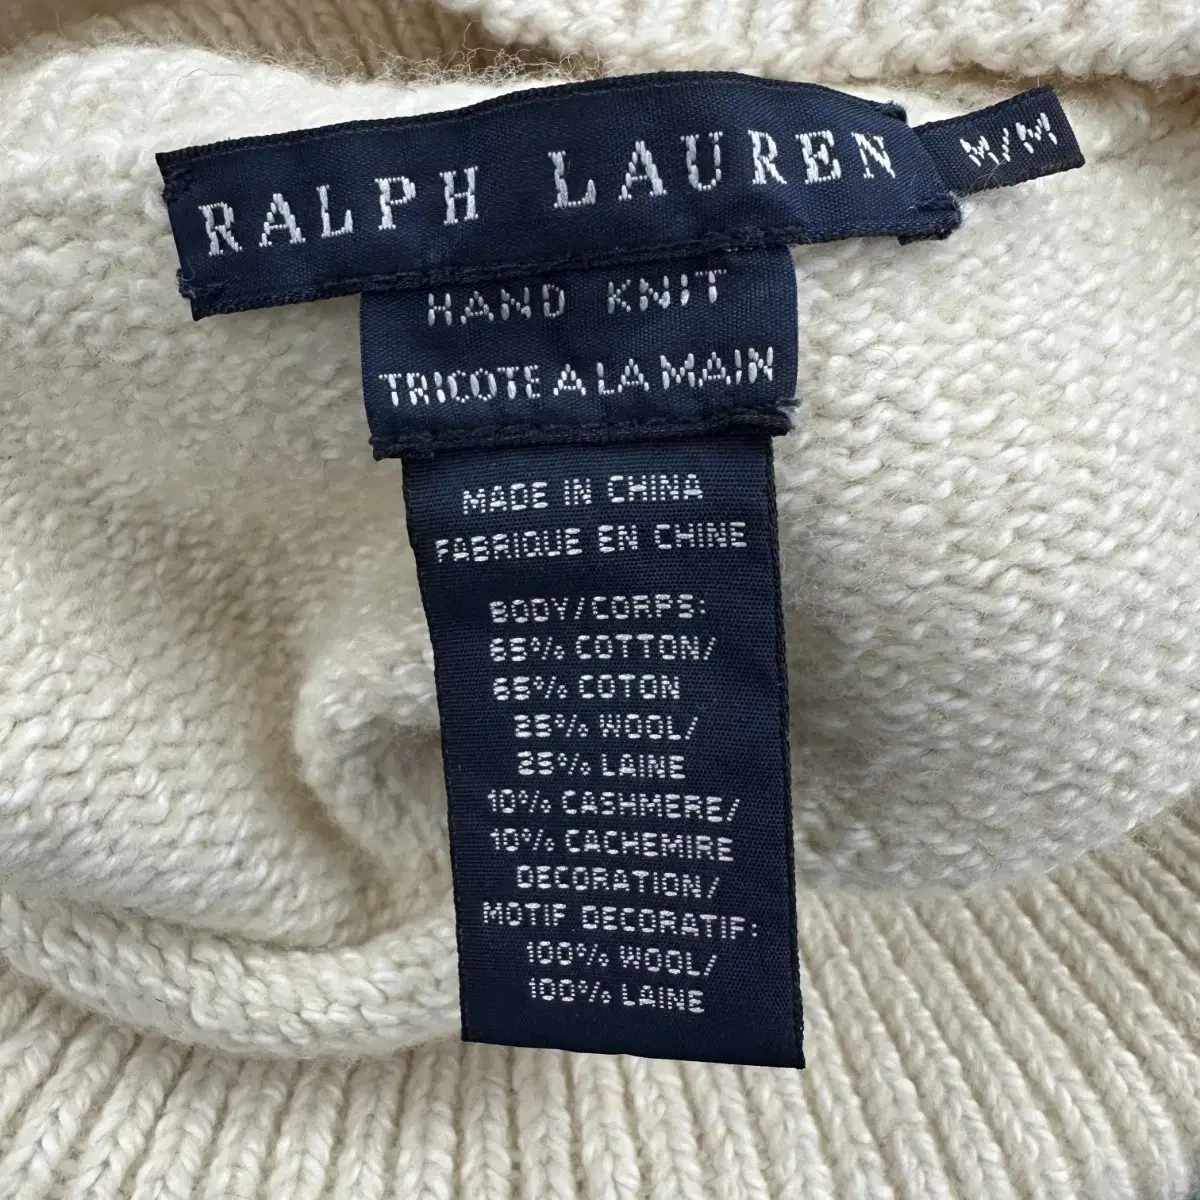 RALPH LAUREN
M/M
HAND KNIT
TRICOTE A LA MAIN
MADE IN CHINA
FABRIQUE EN CHINE
BODY/CORPS:
65% COTTON/
65% COTON
25% WOOL/
25% LAINE
10% CASHMERE/
10% CACHEMIRE
DECORATION/
MOTIF DECORATIF:
100% WOOL/
100% LAINE